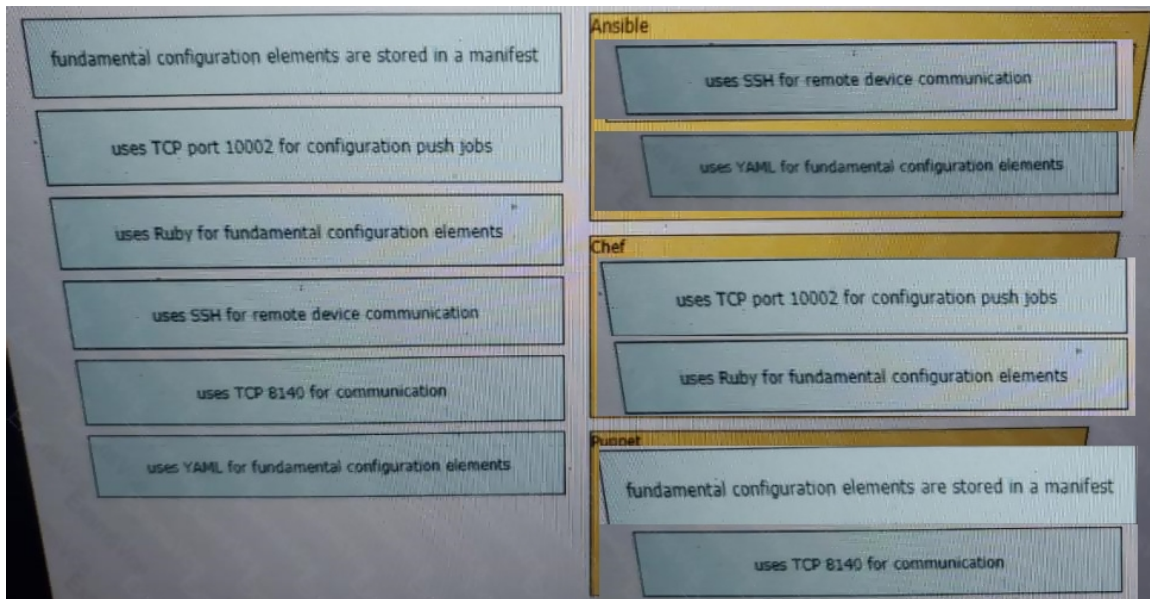 fundamental configuration elements are stored in a manifest
uses TCP port 10002 for configuration push jobs
uses Ruby for fundamental configuration elements
uses SSH for remote device communication
uses TCP 8140 for communication
uses YAML for fundamental configuration elements
Ansible
uses SSH for remote device communication
uses YAML for fundamental configuration elements
Chef
uses TCP port 10002 for configuration push jobs
uses Ruby for fundamental configuration elements
Puppet
fundamental configuration elements are stored in a manifest
uses TCP 8140 for communication